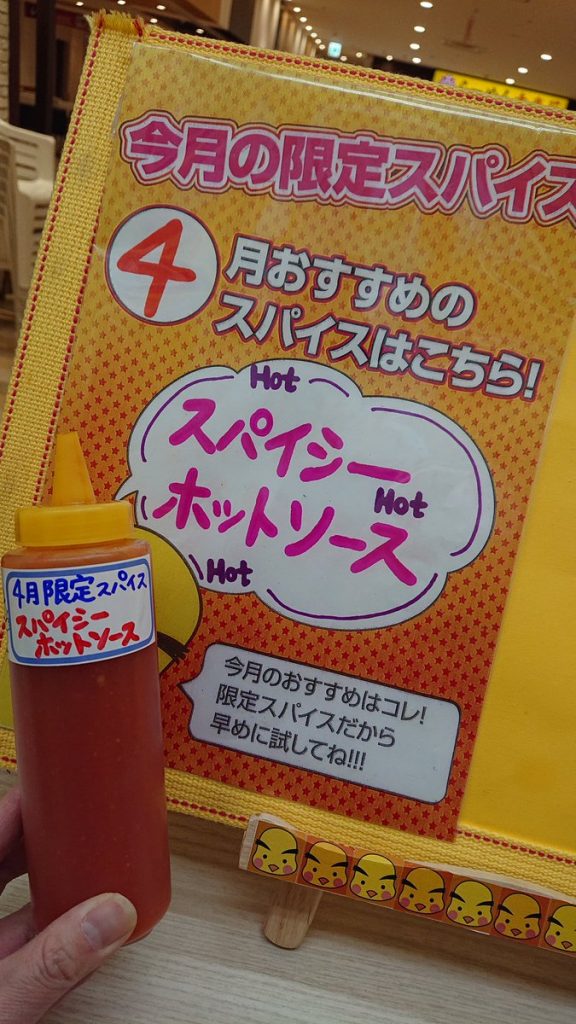 今月の限定スパイス
4
月おすすめの
スパイスはこちら!
Hot
スパイシー
ホットソース
Hot
Hot
4月限定スパイス
スパイシー
ホットソース
今月のおすすめはコレ!
限定スパイスだから
早めに試してね!!!